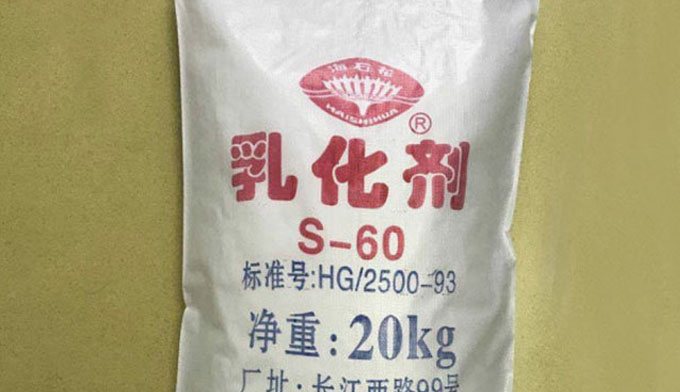 海石花
HAISHIHUA
®
乳化剂
S-60
标准号:HG/2500-93
净重:20kg
厂址:长江西路99号